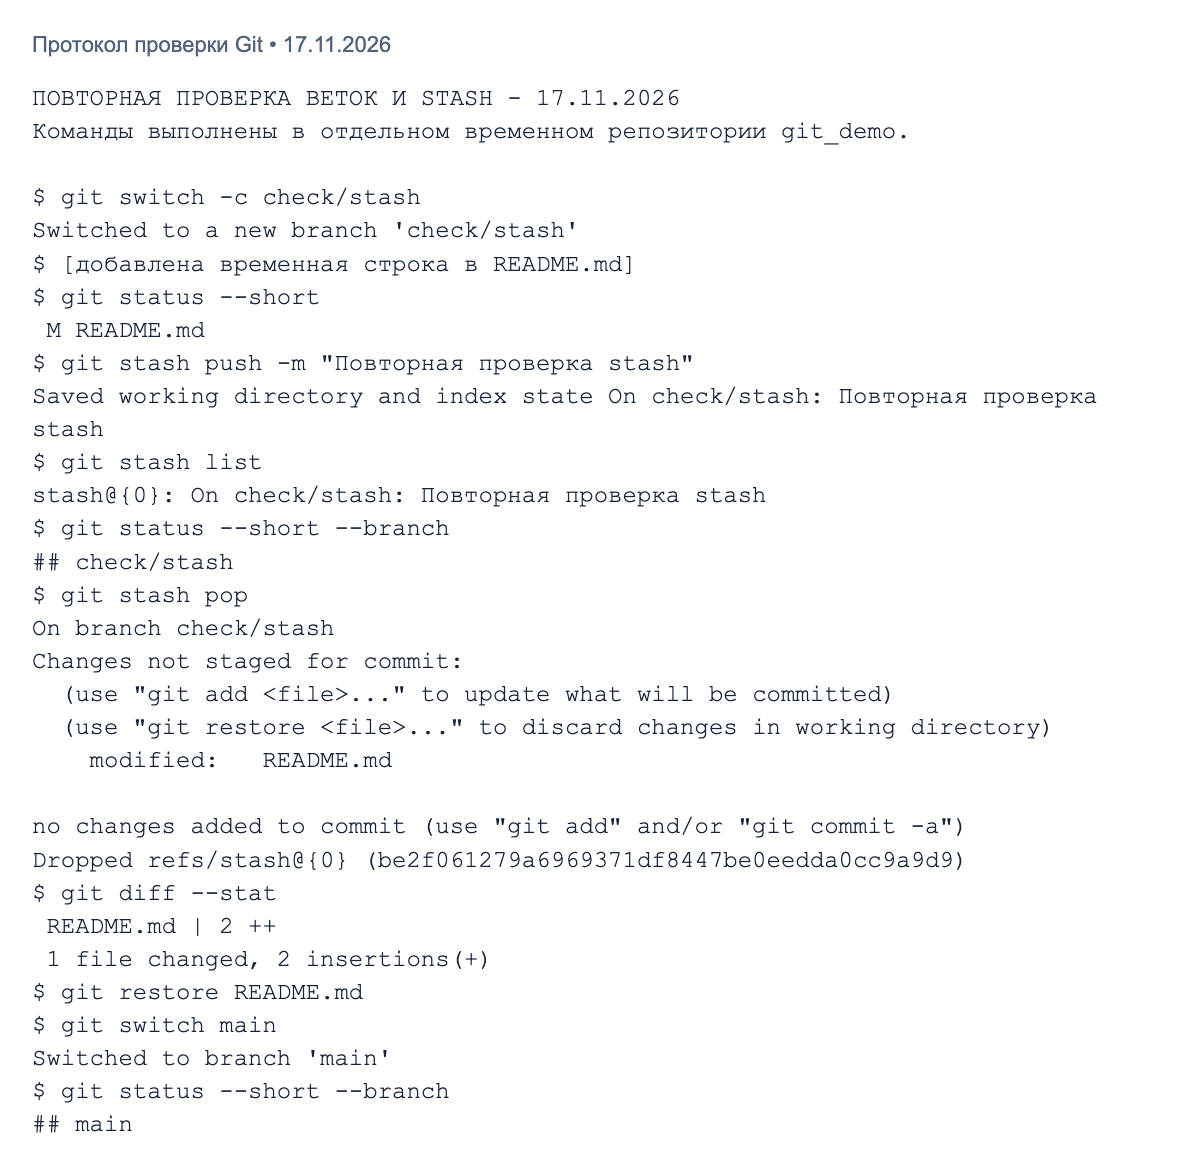 Протокол проверки Git • 17.11.2026
ПОВТОРНАЯ ПРОВЕРКА ВЕТОК И STASH - 17.11.2026
Команды выполнены в отдельном временном репозитории git_demo.

$ git switch -c check/stash
Switched to a new branch 'check/stash'
$ [добавлена временная строка в README.md]
$ git status --short
 M README.md
$ git stash push -m "Повторная проверка stash"
Saved working directory and index state On check/stash: Повторная проверка
stash
$ git stash list
stash@{0}: On check/stash: Повторная проверка stash
$ git status --short --branch
## check/stash
$ git stash pop
On branch check/stash
Changes not staged for commit:
  (use "git add <file>..." to update what will be committed)
  (use "git restore <file>..." to discard changes in working directory)
    modified:   README.md

no changes added to commit (use "git add" and/or "git commit -a")
Dropped refs/stash@{0} (be2f061279a6969371df8447be0eedda0cc9a9d9)
$ git diff --stat
 README.md | 2 ++
 1 file changed, 2 insertions(+)
$ git restore README.md
$ git switch main
Switched to branch 'main'
$ git status --short --branch
## main